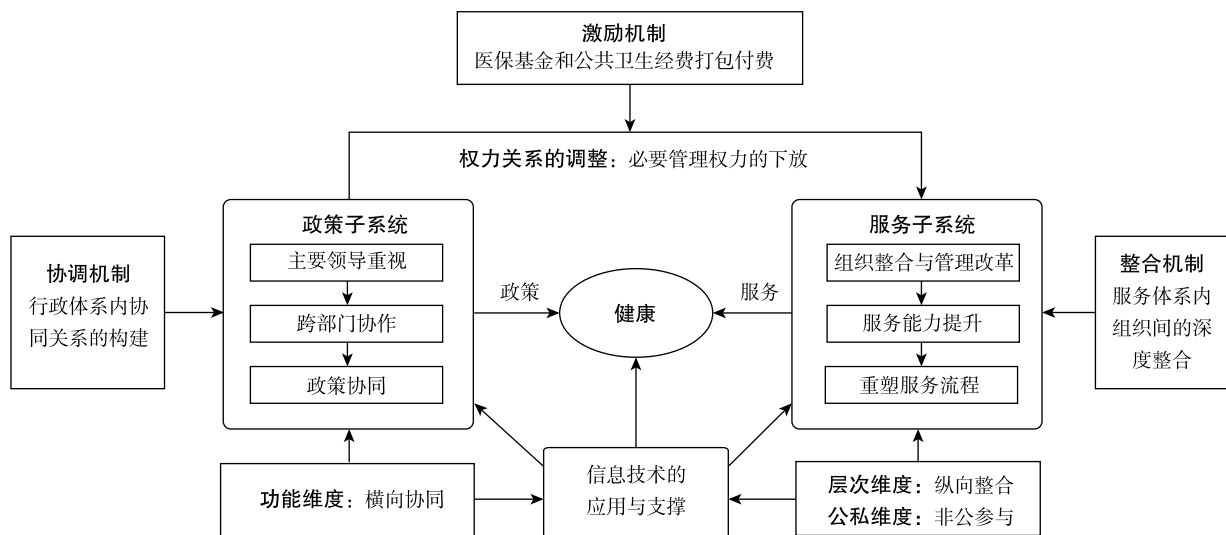 激励机制
医保基金和公共卫生经费打包付费
权力关系的调整：必要管理权力的下放
政策子系统
主要领导重视
跨部门协作
政策协同
协调机制
行政体系内协
同关系的构建
政策
健康
服务
服务子系统
组织整合与管理改革
服务能力提升
重塑服务流程
整合机制
服务体系内
组织间的深
度整合
功能维度：横向协同
信息技术的
应用与支撑
层次维度：纵向整合
公私维度：非公参与